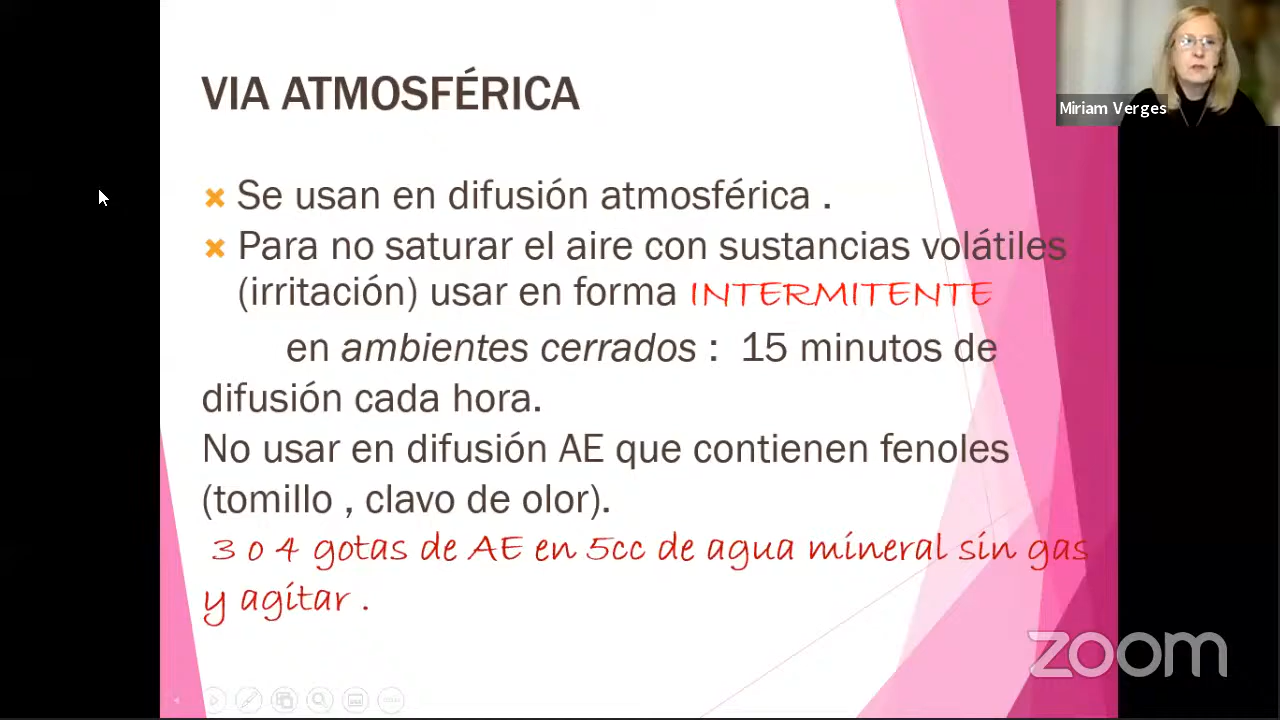 VIA ATMOSFÉRICA
Miriam Verges
Se usan en difusión atmosférica .
Para no saturar el aire con sustancias volátiles
(irritación) usar en forma INTERMITENTE
en ambientes cerrados : 15 minutos de
difusión cada hora.
No usar en difusión AE que contienen fenoles
(tomillo , clavo de olor).
3 o 4 gotas de AE en 5cc de agua mineral sin gas
y agitar .
zoom